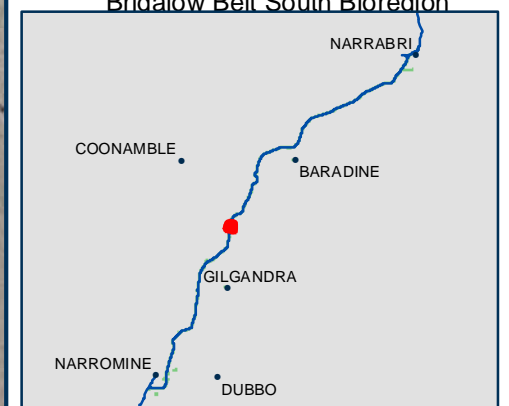 Brigalow Belt South Bioregion
NARRABRI
COONAMBLE
BARADINE
GILGANDRA
NARROMINE
DUBBO